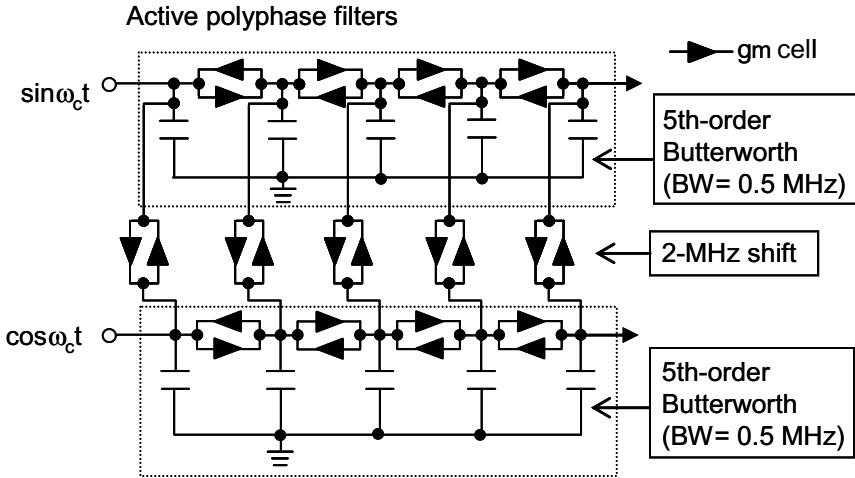 Active polyphase filters
gm cell
sinω_ct
5th-order
Butterworth
(BW= 0.5 MHz)
2-MHz shift
cosω_ct
5th-order
Butterworth
(BW= 0.5 MHz)